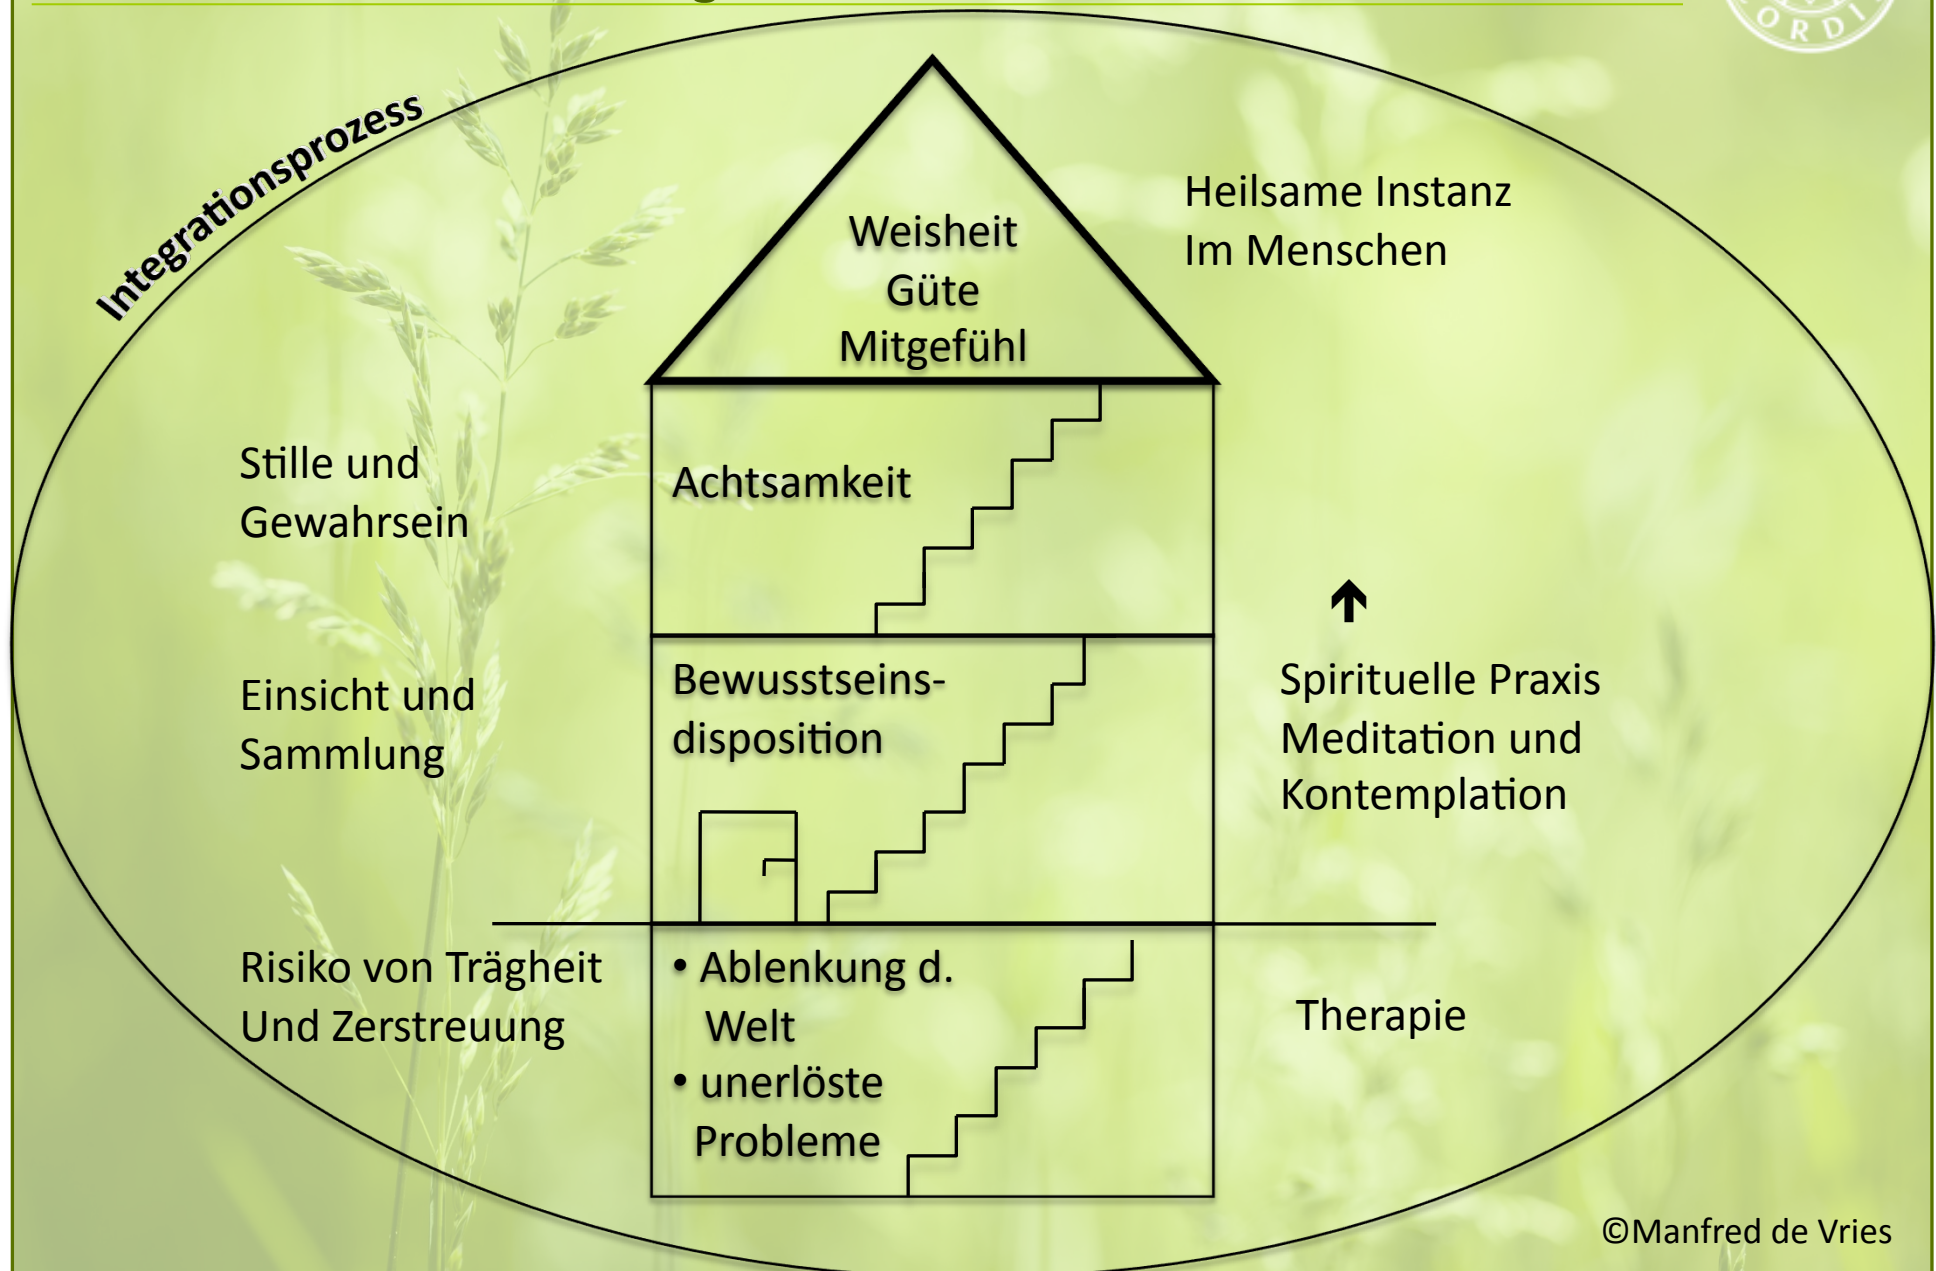 Integrationsprozess
Weisheit
Güte
Mitgefühl
Heilsame Instanz
Im Menschen
Stille und
Gewahrsein
Achtsamkeit
Einsicht und
Sammlung
Bewusstseins-
disposition
Spirituelle Praxis
Meditation und
Kontemplation
Risiko von Trägheit
Und Zerstreuung
• Ablenkung d.
Welt
• unerlöste
Probleme
Therapie
©Manfred de Vries